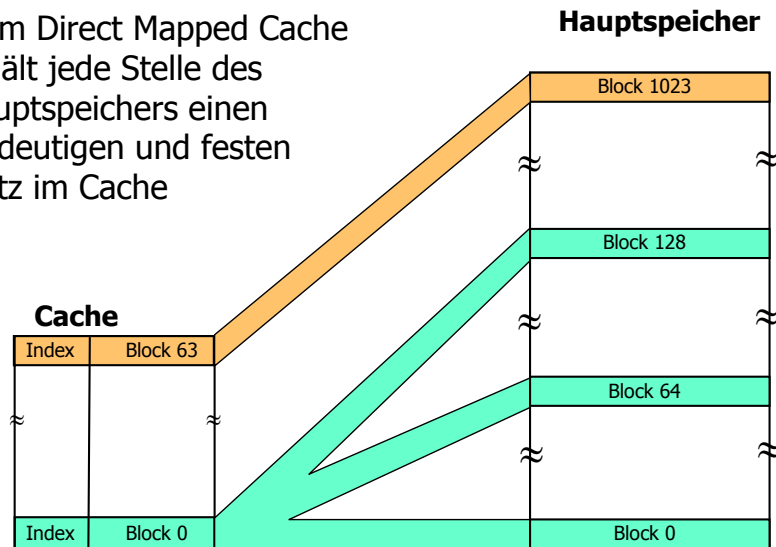 m Direct Mapped Cache
ält jede Stelle des
uptspeichers einen
deutigen und festen
tz im Cache
Hauptspeicher
Block 1023
Block 128
Cache
Index Block 63
Block 64
Index Block 0
Block 0